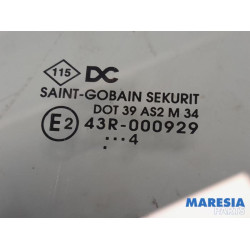 115 DC
SAINT-GOBAIN SEKURIT
DOT 39 AS2 M 34
E2 43R-000929
...4
MARESIA